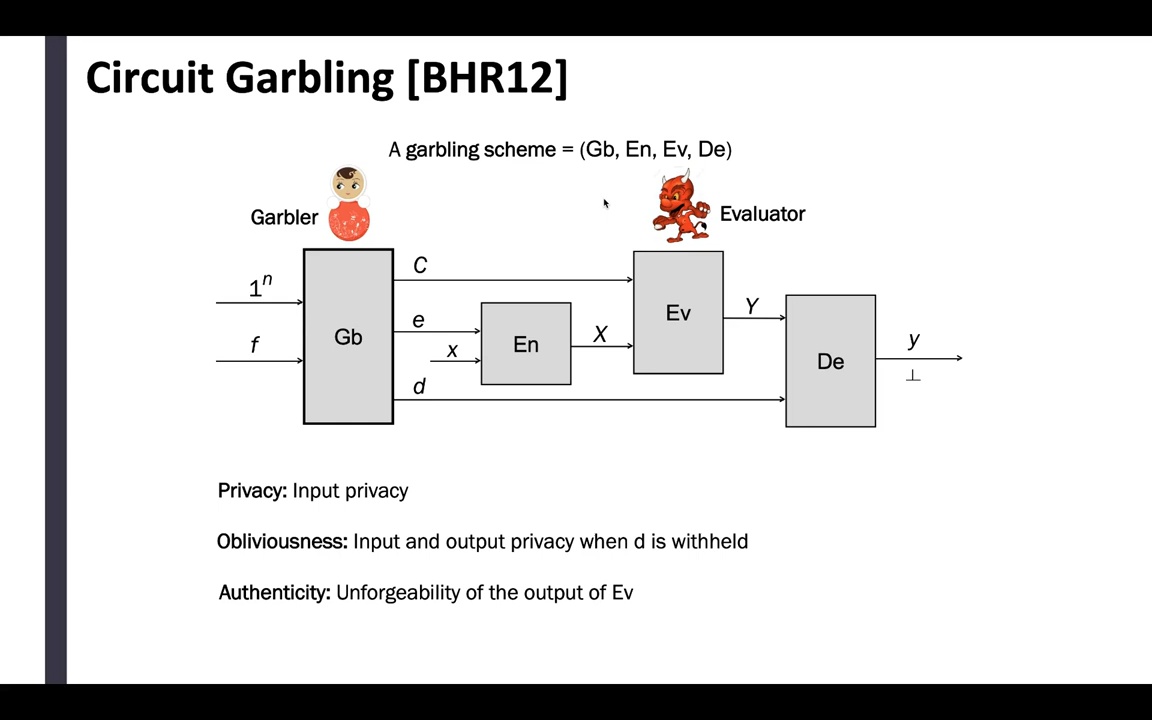 Circuit Garbling [BHR12]
A garbling scheme = (Gb, En, Ev, De)
Garbler
Evaluator
1ⁿ
f
Gb
C
e
x
d
En
X
Ev
Y
De
y
⊥
Privacy: Input privacy
Obliviousness: Input and output privacy when d is withheld
Authenticity: Unforgeability of the output of Ev